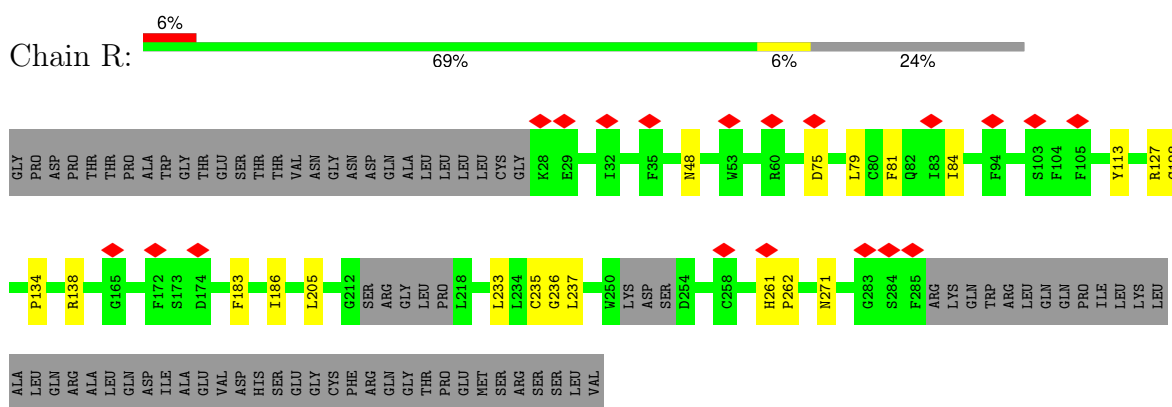 6%
Chain R:
69% 6% 24%
GLY PRO ASP PRO THR THR PRO ALA TRP GLY THR GLU SER THR THR VAL ASN GLY ASN ASP GLN ALA LEU LEU LEU LEU CYS GLY K28 E29 I32 F35 N48 W53 R60 D75 L79 C80 F81 Q82 I83 I84 F94 S103 F104 F105 Y113 R127
P134 R138 G165 F172 S173 D174 F183 I186 L205 G212 SER ARG GLY LEU PRO L218 L233 L234 C235 G236 L237 W250 LYS ASP SER D254 C258 H261 P262 N271 G283 S284 F285 ARG LYS GLN TRP ARG LEU GLN GLN PRO ILE LEU LYS LEU
ALA LEU GLN ARG ALA LEU GLN ASP ILE ALA GLU VAL ASP HIS SER GLU GLY CYS PHE ARG GLN GLY THR PRO GLU MET SER ARG SER SER LEU VAL